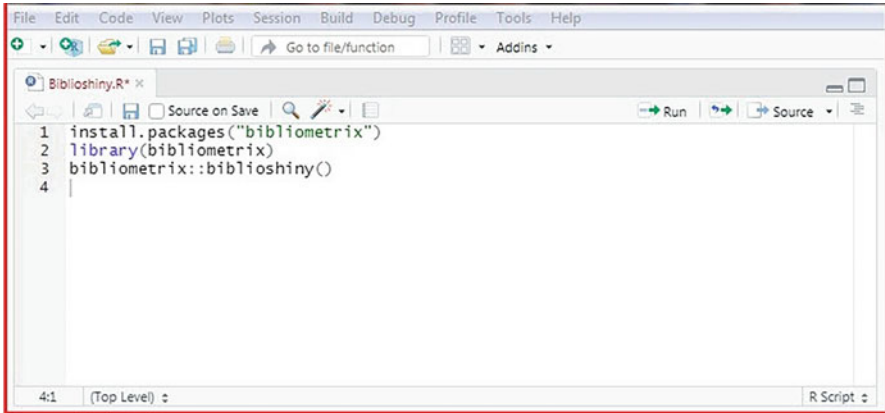 File Edit Code View Plots Session Build Debug Profile Tools Help
Go to file/function Addins
Biblioshiny.R*
Source on Save Run Source
1 install.packages("bibliometrix")
2 library(bibliometrix)
3 bibliometrix::biblioshiny()
4
4:1 (Top Level) R Script